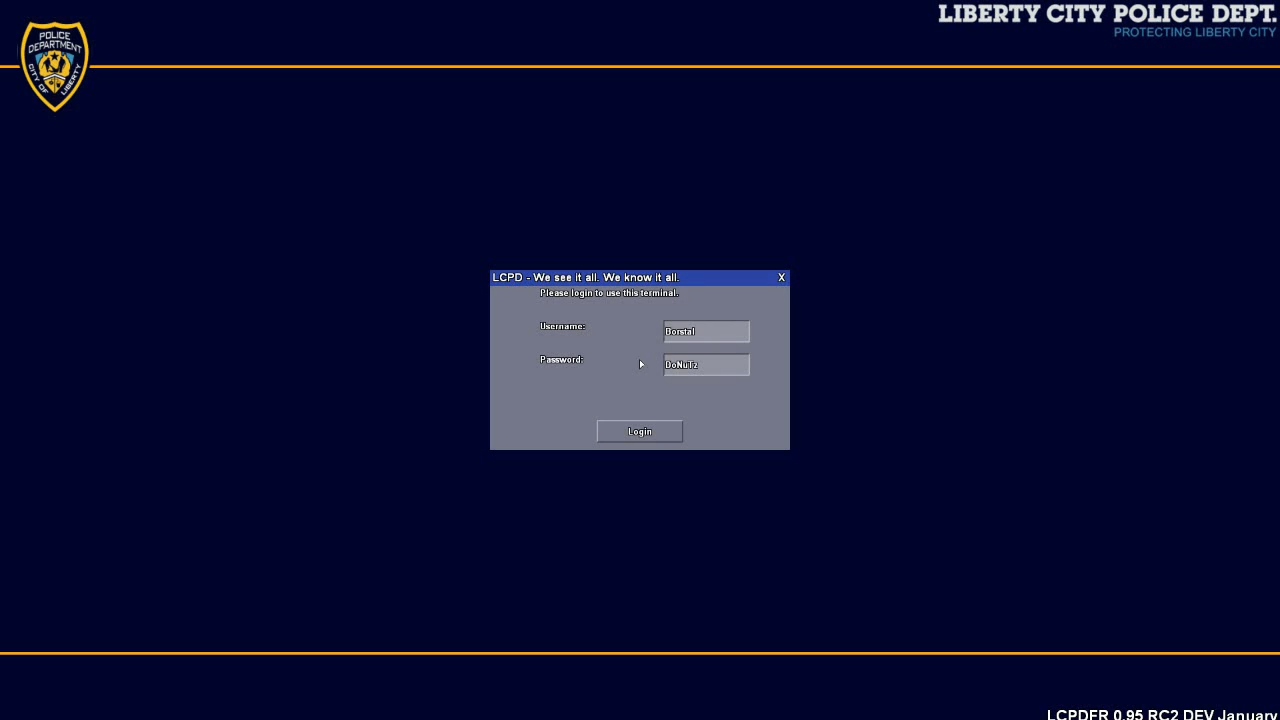 LIBERTY CITY POLICE DEPT.
PROTECTING LIBERTY CITY
POLICE
DEPARTMENT
CITY OF LIBERTY
LCPD - We see it all. We know it all. X
Please login to use this terminal.
Username: Borstal
Password: DoNuTz
Login
LCPDFR 0.95 RC2 DEV January